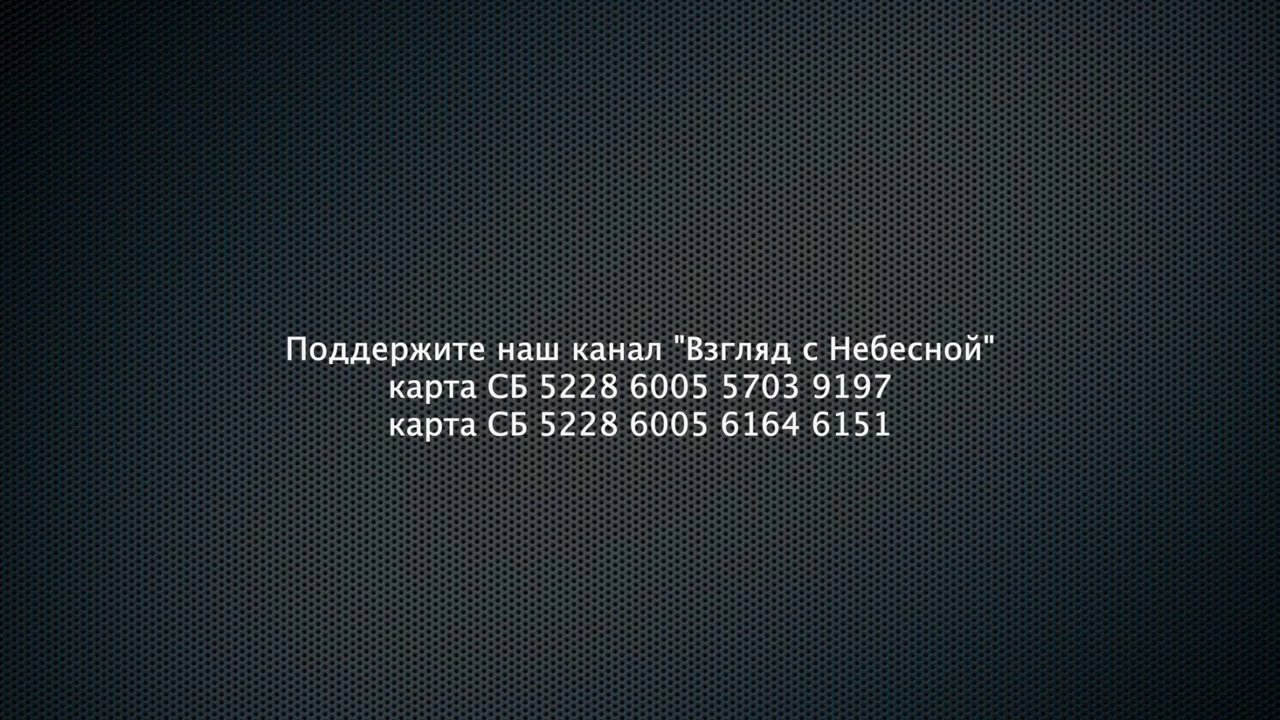 Поддержите наш канал "Взгляд с Небесной"
карта СБ 5228 6005 5703 9197
карта СБ 5228 6005 6164 6151